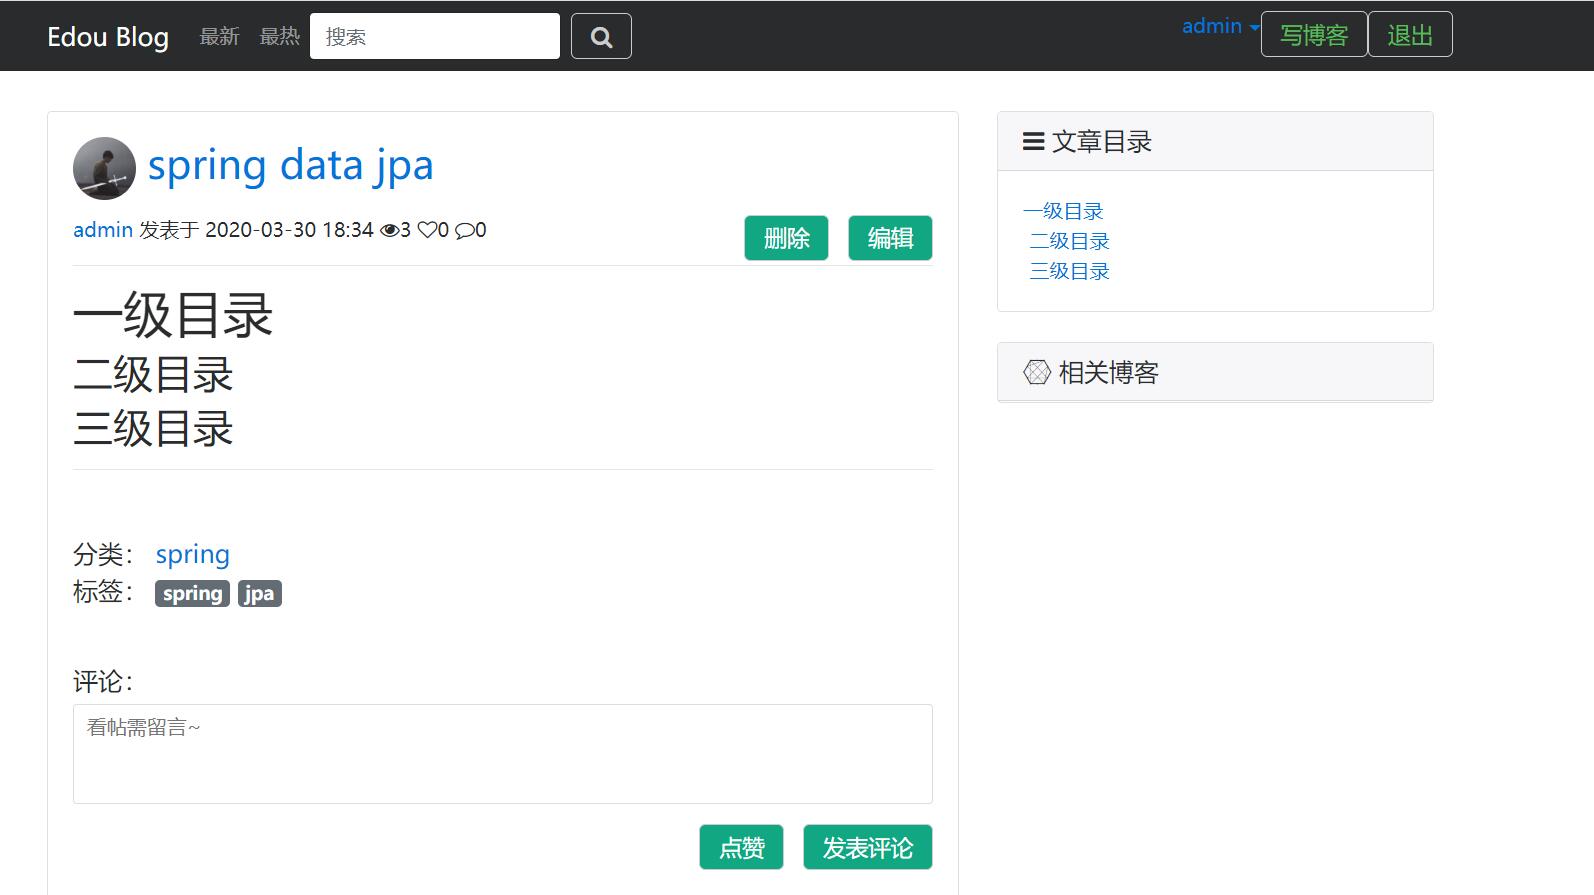 Edou Blog 最新 最热 搜索 admin 写博客 退出
spring data jpa
admin 发表于 2020-03-30 18:34 3 0 0 删除 编辑
一级目录
二级目录
三级目录
分类： spring
标签： spring jpa
评论：
看帖需留言~
点赞 发表评论
文章目录
一级目录
二级目录
三级目录
相关博客